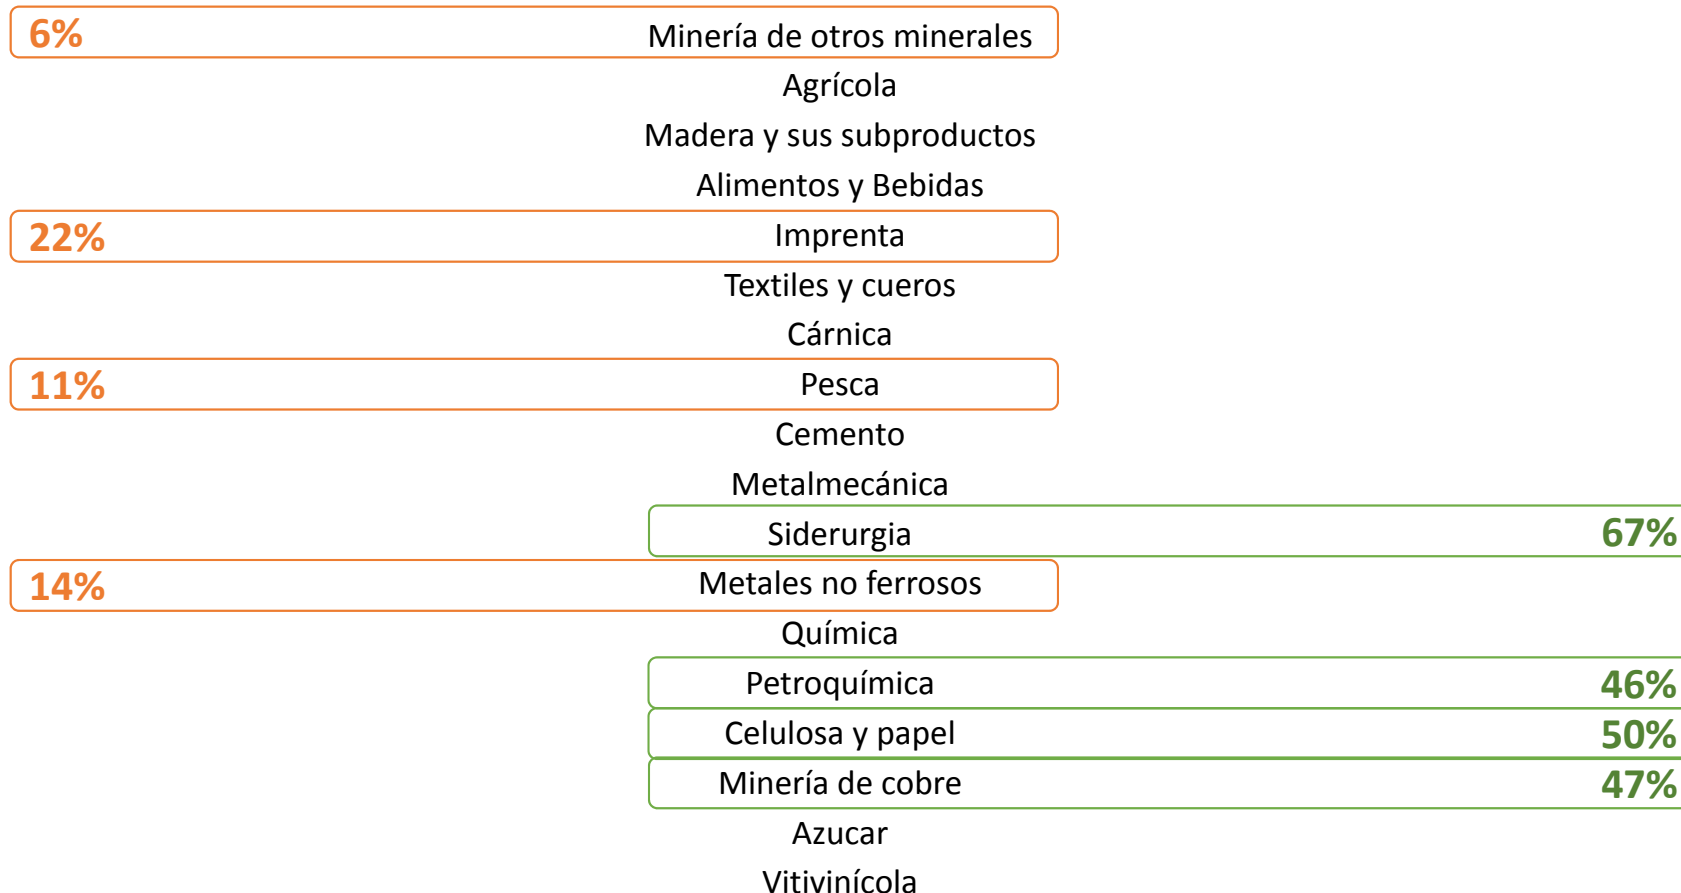 6% Minería de otros minerales
Agrícola
Madera y sus subproductos
Alimentos y Bebidas
22% Imprenta
Textiles y cueros
Cárnica
11% Pesca
Cemento
Metalmecánica
Siderurgia 67%
14% Metales no ferrosos
Química
Petroquímica 46%
Celulosa y papel 50%
Minería de cobre 47%
Azucar
Vitivinícola